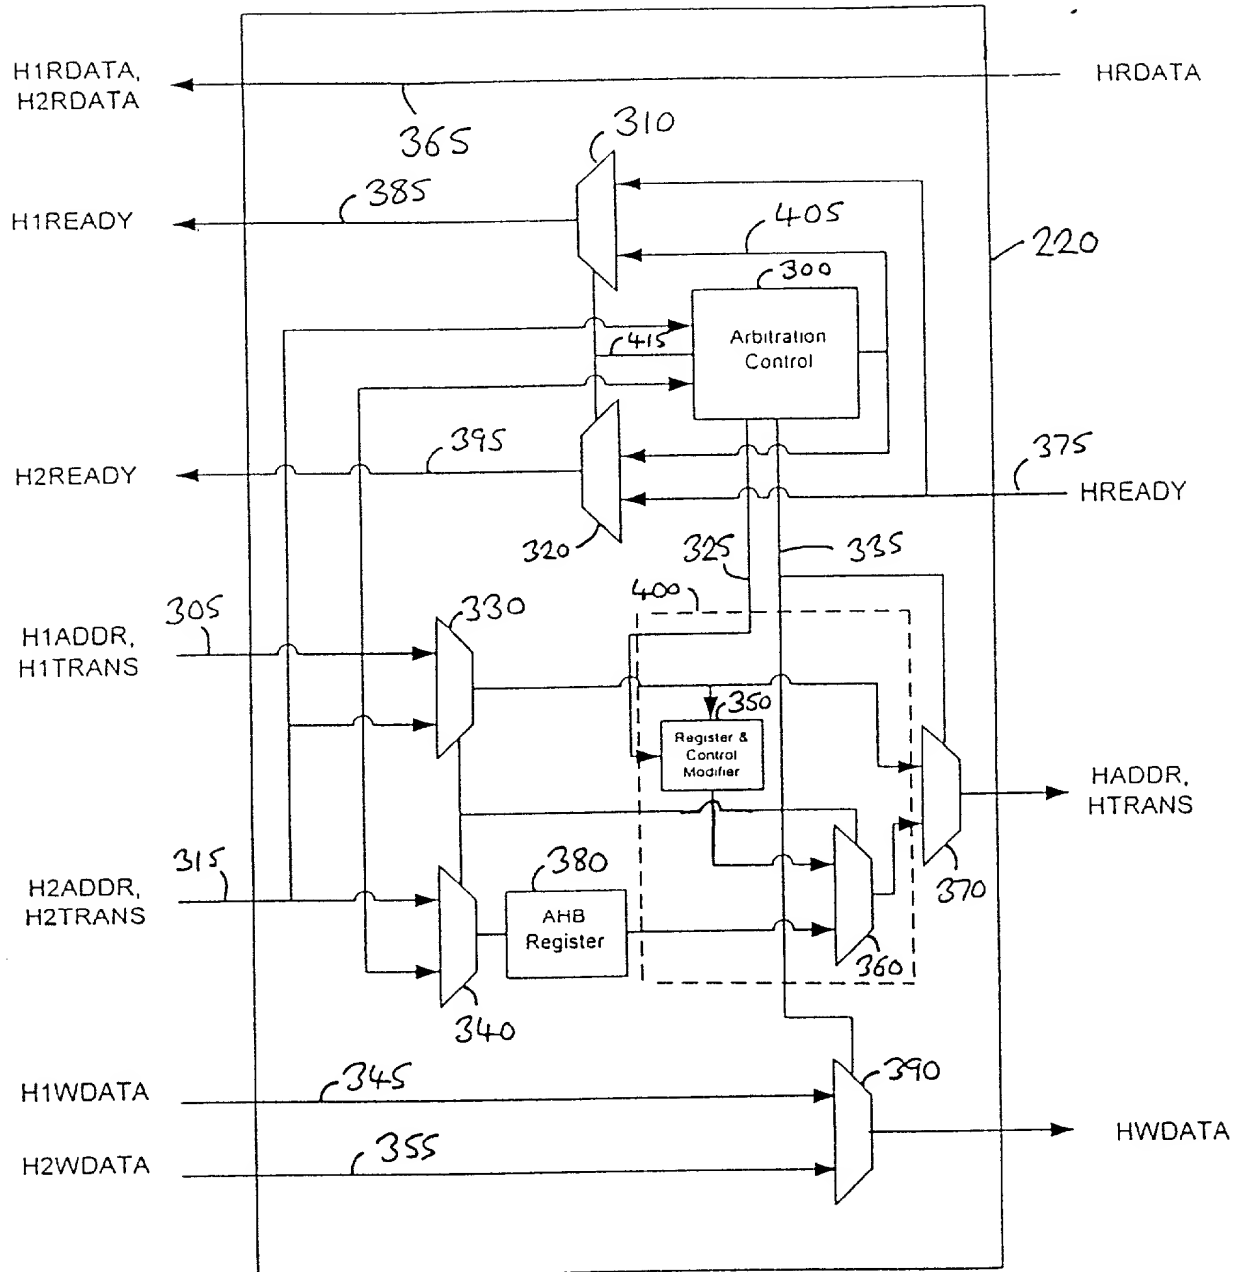 H1RDATA,
H2RDATA
HRDATA
365
310
385
H1READY
405
220
300
Arbitration
Control
415
395
375
H2READY
HREADY
320
325
335
400
305
330
H1ADDR,
H1TRANS
350
Register &
Control
Modifier
HADDR,
HTRANS
315
380
370
H2ADDR,
H2TRANS
AHB
Register
360
340
345
390
H1WDATA
HWDATA
355
H2WDATA